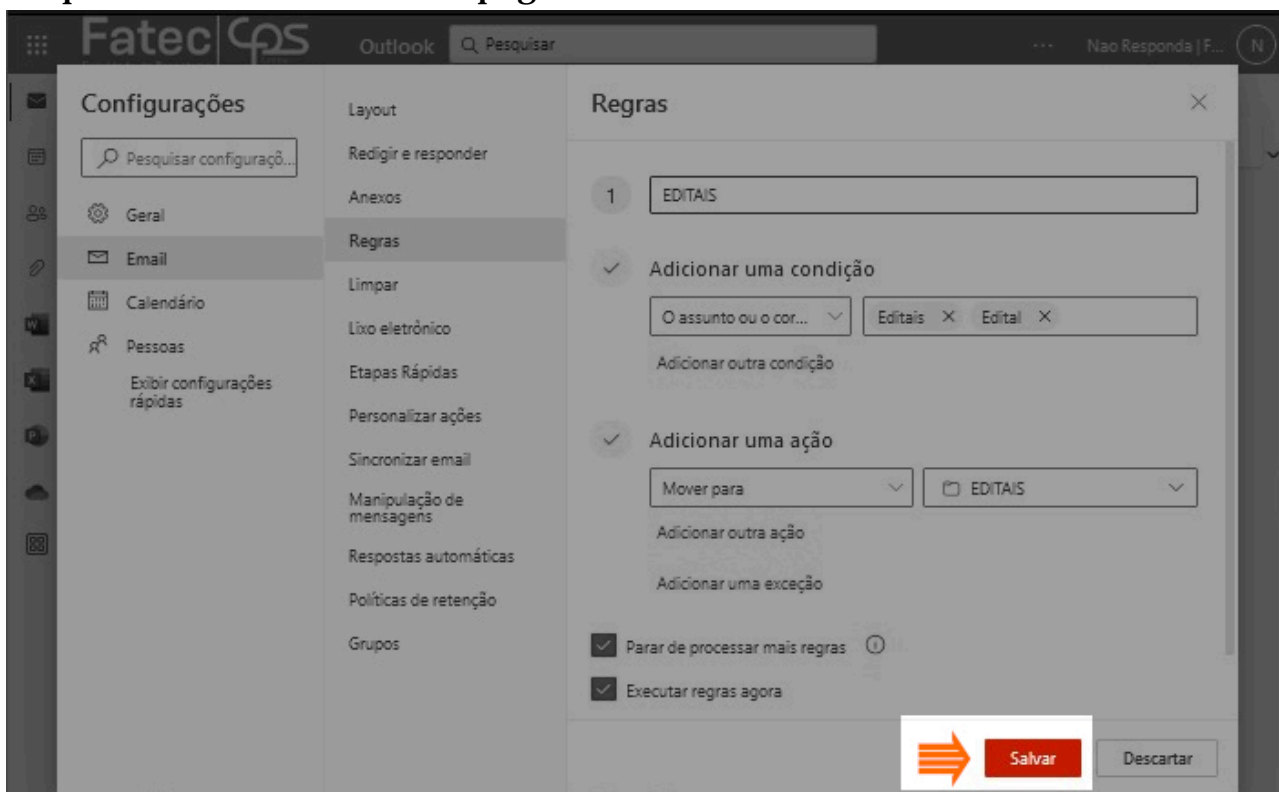 Fatec Cps
Outlook
Pesquisar
Nao Responda | F...
N
Configurações
Pesquisar configuraçõ...
Geral
Email
Calendário
Pessoas
Exibir configurações
rápidas
Layout
Redigir e responder
Anexos
Regras
Limpar
Lixo eletrônico
Etapas Rápidas
Personalizar ações
Sincronizar email
Manipulação de
mensagens
Respostas automáticas
Políticas de retenção
Grupos
Regras
1 EDITAIS
Adicionar uma condição
O assunto ou o cor... Editais Edital
Adicionar outra condição
Adicionar uma ação
Mover para EDITAIS
Adicionar outra ação
Adicionar uma exceção
Parar de processar mais regras
Executar regras agora
Salvar Descartar